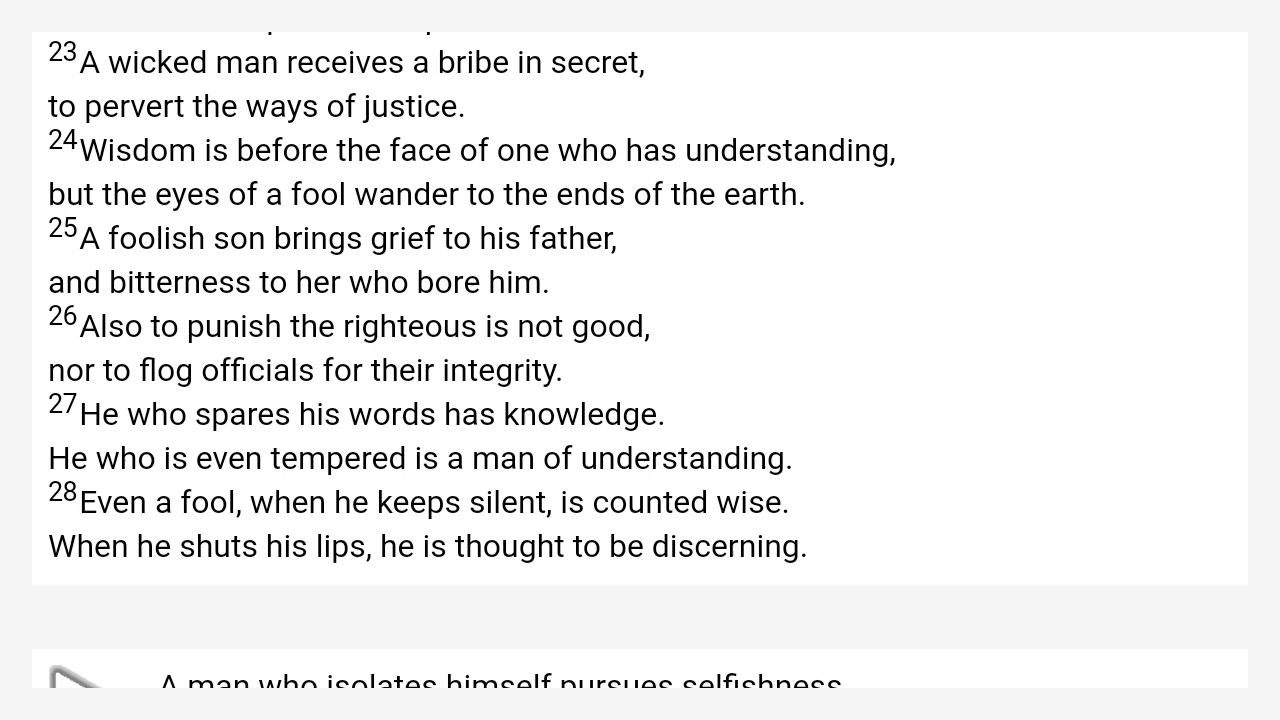 23A wicked man receives a bribe in secret,
to pervert the ways of justice.
24Wisdom is before the face of one who has understanding,
but the eyes of a fool wander to the ends of the earth.
25A foolish son brings grief to his father,
and bitterness to her who bore him.
26Also to punish the righteous is not good,
nor to flog officials for their integrity.
27He who spares his words has knowledge.
He who is even tempered is a man of understanding.
28Even a fool, when he keeps silent, is counted wise.
When he shuts his lips, he is thought to be discerning.
A man who isolates himself pursues selfishness